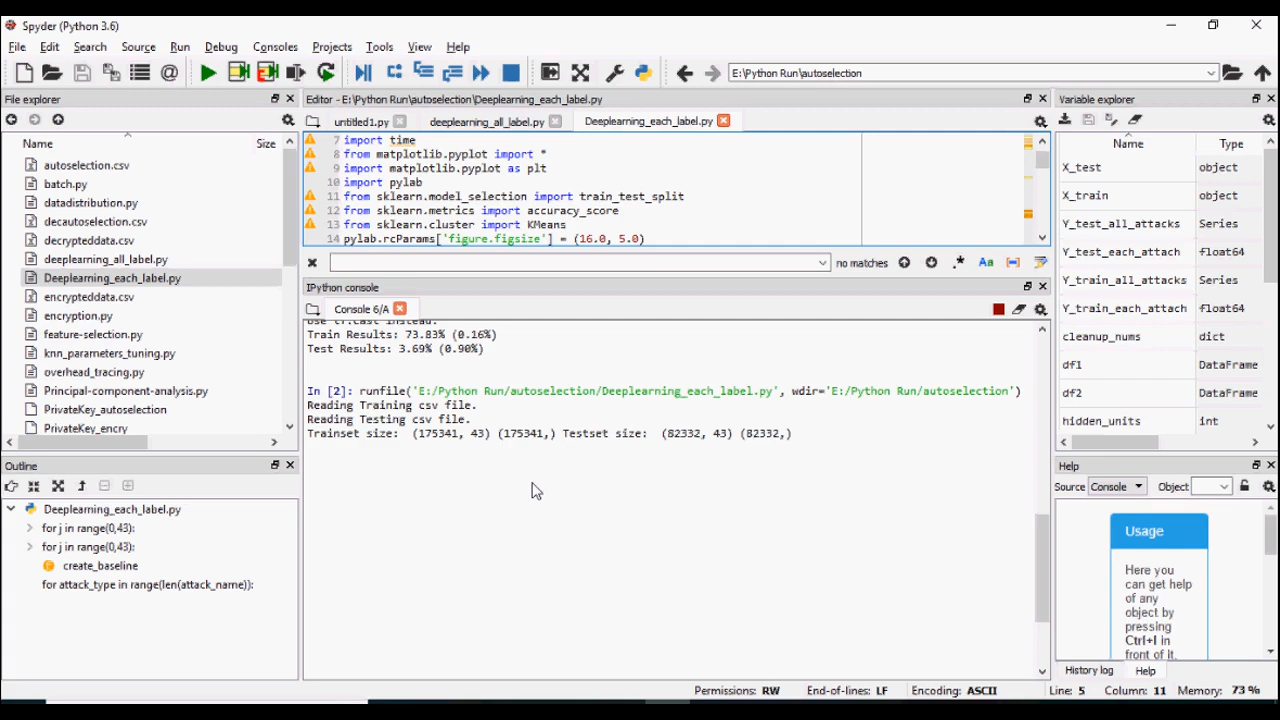 Spyder (Python 3.6)
File Edit Search Source Run Debug Consoles Projects Tools View Help
E:\Python Run\autoselection
File explorer
Name Size
autoselection.csv
batch.py
datadistribution.py
decautoselection.csv
decrypteddata.csv
deeplearning_all_label.py
Deeplearning_each_label.py
encrypteddata.csv
encryption.py
feature-selection.py
knn_parameters_tuning.py
overhead_tracing.py
Principal-component-analysis.py
PrivateKey_autoselection
PrivateKey_encry
Outline
Deeplearning_each_label.py
for j in range(0,43):
for j in range(0,43):
create_baseline
for attack_type in range(len(attack_name)):
Editor - E:\Python Run\autoselection\Deeplearning_each_label.py
untitled1.py deeplearning_all_label.py Deeplearning_each_label.py
7 import time
8 from matplotlib.pyplot import *
9 import matplotlib.pyplot as plt
10 import pylab
11 from sklearn.model_selection import train_test_split
12 from sklearn.metrics import accuracy_score
13 from sklearn.cluster import KMeans
14 pylab.rcParams['figure.figsize'] = (16.0, 5.0)
no matches
Aa
IPython console
Console 6/A
Use tf.cast instead.
Train Results: 73.83% (0.16%)
Test Results: 3.69% (0.90%)
In [2]: runfile('E:/Python Run/autoselection/Deeplearning_each_label.py', wdir='E:/Python Run/autoselection')
Reading Training csv file.
Reading Testing csv file.
Trainset size: (175341, 43) (175341,) Testset size: (82332, 43) (82332,)
Variable explorer
Name Type
X_test object
X_train object
Y_test_all_attacks Series
Y_test_each_attach float64
Y_train_all_attacks Series
Y_train_each_attach float64
cleanup_nums dict
df1 DataFrame
df2 DataFrame
hidden_units int
Help
Source Console Object
Usage
Here you
can get help
of any
object by
pressing
Ctrl+I in
front of it,
History log Help
Permissions: RW End-of-lines: LF Encoding: ASCII Line: 5 Column: 11 Memory: 73 %